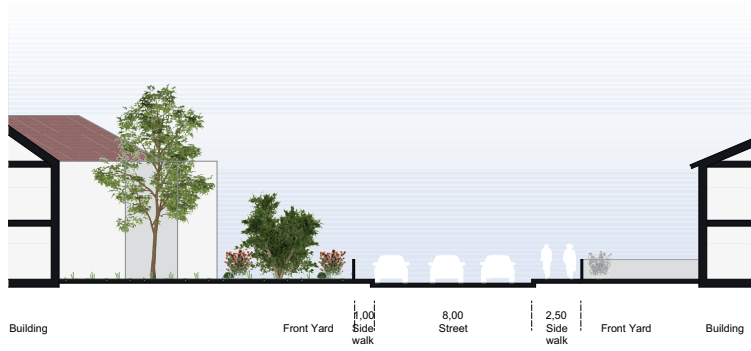 1,00
8,00
2,50
Building
Front Yard
Side
walk
Street
Side
walk
Front Yard
Building